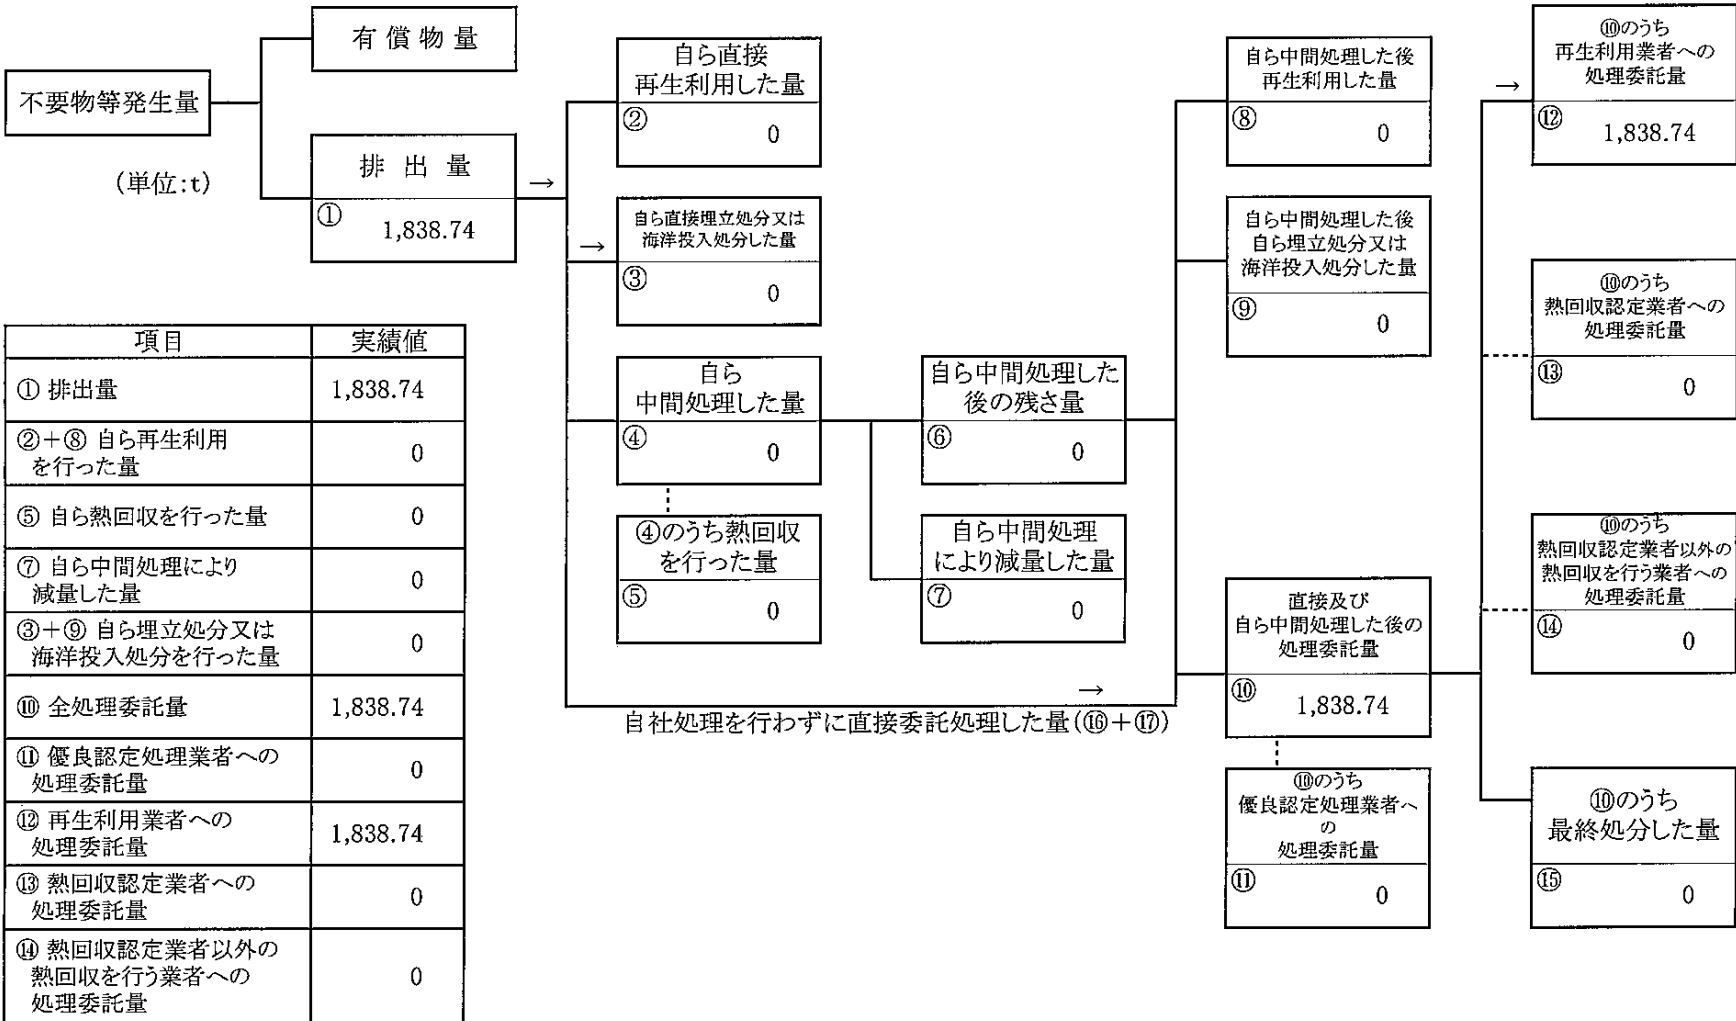 不要物等発生量
(単位:t)
有償物量
排出量
① 1,838.74
→
自ら直接
再生利用した量
② 0
→
自ら直接埋立処分又は
海洋投入処分した量
③ 0
自ら
中間処理した量
④ 0
④のうち熱回収
を行った量
⑤ 0
自ら中間処理した
後の残さ量
⑥ 0
自ら中間処理
により減量した量
⑦ 0
→
自社処理を行わずに直接委託処理した量(⑯+⑰)
自ら中間処理した後
再生利用した量
⑧ 0
自ら中間処理した後
自ら埋立処分又は
海洋投入処分した量
⑨ 0
直接及び
自ら中間処理した後の
処理委託量
⑩ 1,838.74
⑩のうち
優良認定処理業者へ
の
処理委託量
⑪ 0
→
⑩のうち
再生利用業者への
処理委託量
⑫ 1,838.74
⑩のうち
熱回収認定業者への
処理委託量
⑬ 0
⑩のうち
熱回収認定業者以外の
熱回収を行う業者への
処理委託量
⑭ 0
⑩のうち
最終処分した量
⑮ 0
項目 実績値
① 排出量 1,838.74
②+⑧ 自ら再生利用
を行った量 0
⑤ 自ら熱回収を行った量 0
⑦ 自ら中間処理により
減量した量 0
③+⑨ 自ら埋立処分又は
海洋投入処分を行った量 0
⑩ 全処理委託量 1,838.74
⑪ 優良認定処理業者への
処理委託量 0
⑫ 再生利用業者への
処理委託量 1,838.74
⑬ 熱回収認定業者への
処理委託量 0
⑭ 熱回収認定業者以外の
熱回収を行う業者への
処理委託量 0